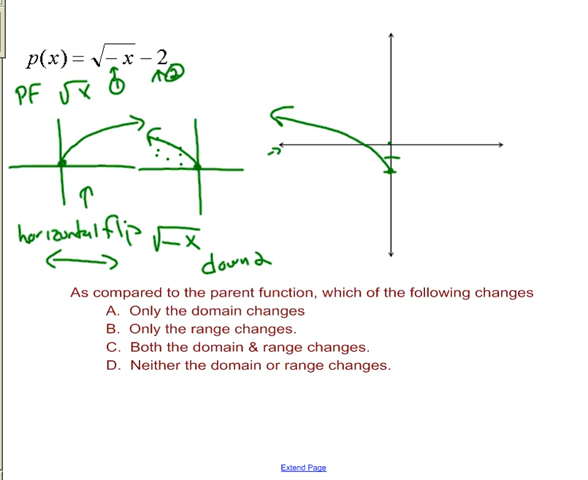 p(x) = √-x - 2
PF √x ① ②
horizontal flip √-x
down 2
As compared to the parent function, which of the following changes
A. Only the domain changes
B. Only the range changes.
C. Both the domain & range changes.
D. Neither the domain or range changes.
Extend Page